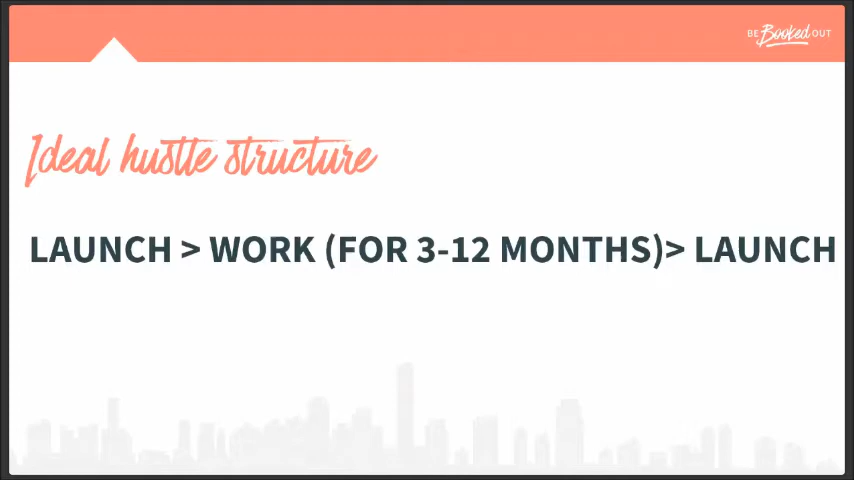 BE Booked OUT
Ideal hustle structure
LAUNCH > WORK (FOR 3-12 MONTHS)> LAUNCH